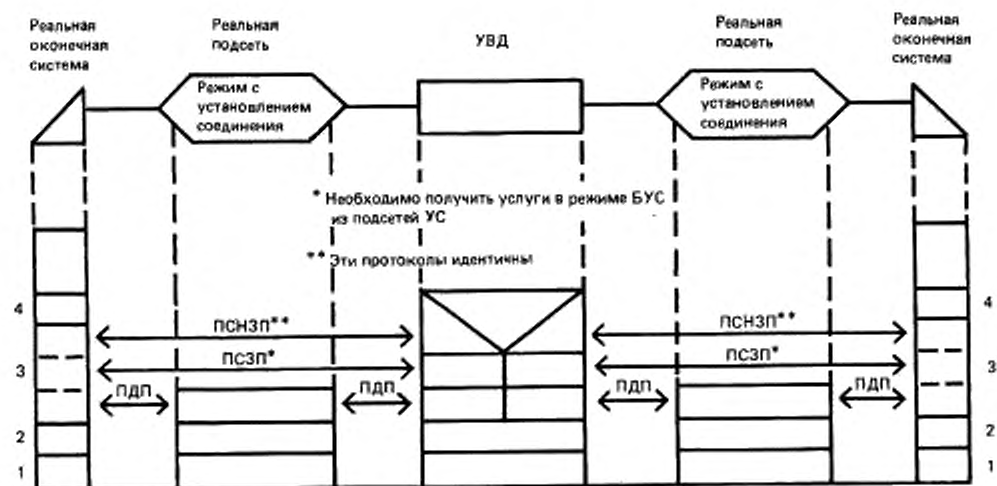 Реальная
оконечная
система
Реальная
подсеть
УВД
Реальная
подсеть
Реальная
оконечная
система
Режим с
установлением
соединения
Режим с
установлением
соединения
* Необходимо получить услуги в режиме БУС
из подсетей УС
** Эти протоколы идентичны
4
ПСНЗП**
ПСНЗП**
4
3
ПСЗП*
ПСЗП*
3
ПДП
ПДП
ПДП
ПДП
2
2
1
1